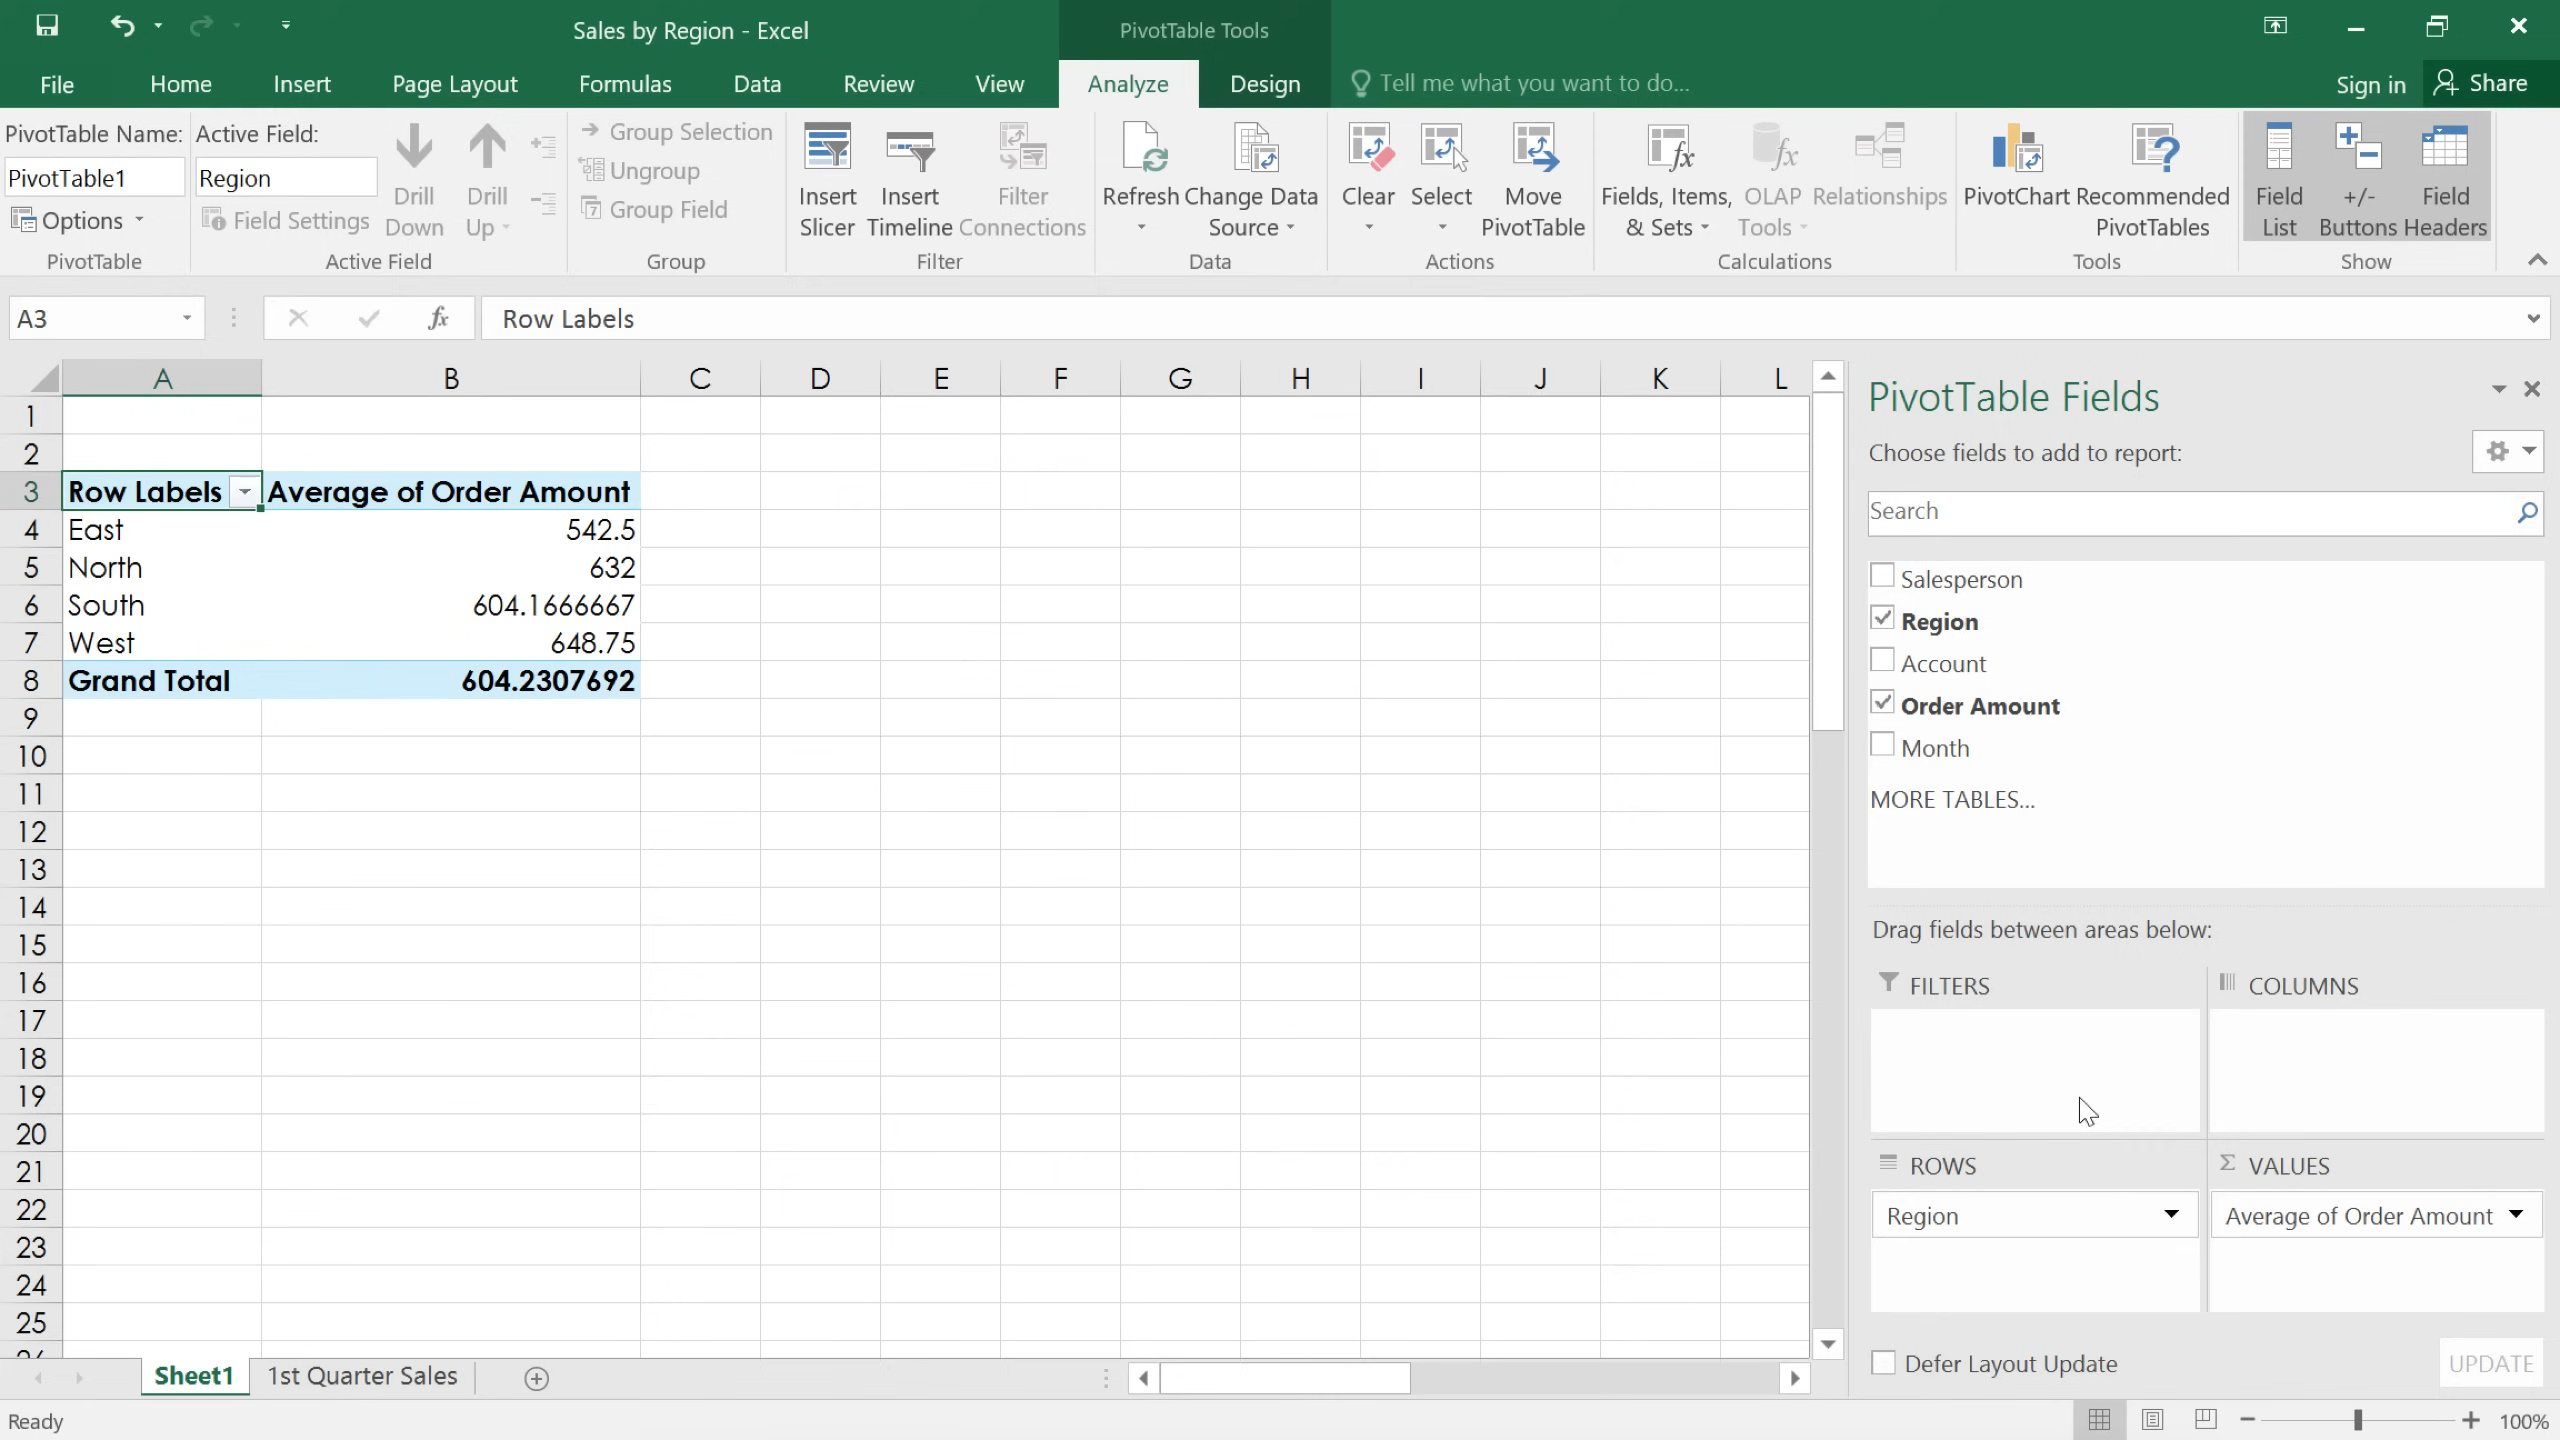 Sales by Region - Excel
PivotTable Tools
File Home Insert Page Layout Formulas Data Review View Analyze Design Tell me what you want to do... Sign in Share
PivotTable Name:
PivotTable1
Options
PivotTable
Active Field:
Region
Field Settings
Drill Down
Drill Up
Active Field
Group Selection
Ungroup
Group Field
Group
Insert Slicer
Insert Timeline
Filter Connections
Filter
Refresh
Change Data Source
Data
Clear
Select
Move PivotTable
Actions
Fields, Items, & Sets
OLAP Tools
Relationships
Calculations
PivotChart
Recommended PivotTables
Tools
Field List
+/- Buttons
Field Headers
Show
A3 fx Row Labels
A B C D E F G H I J K L
1
2
3 Row Labels Average of Order Amount
4 East 542.5
5 North 632
6 South 604.1666667
7 West 648.75
8 Grand Total 604.2307692
9
10
11
12
13
14
15
16
17
18
19
20
21
22
23
24
25
26
PivotTable Fields
Choose fields to add to report:
Search
Salesperson
Region
Account
Order Amount
Month
MORE TABLES...
Drag fields between areas below:
FILTERS
COLUMNS
ROWS
Σ VALUES
Region
Average of Order Amount
Defer Layout Update
UPDATE
Sheet1 1st Quarter Sales
Ready
100%